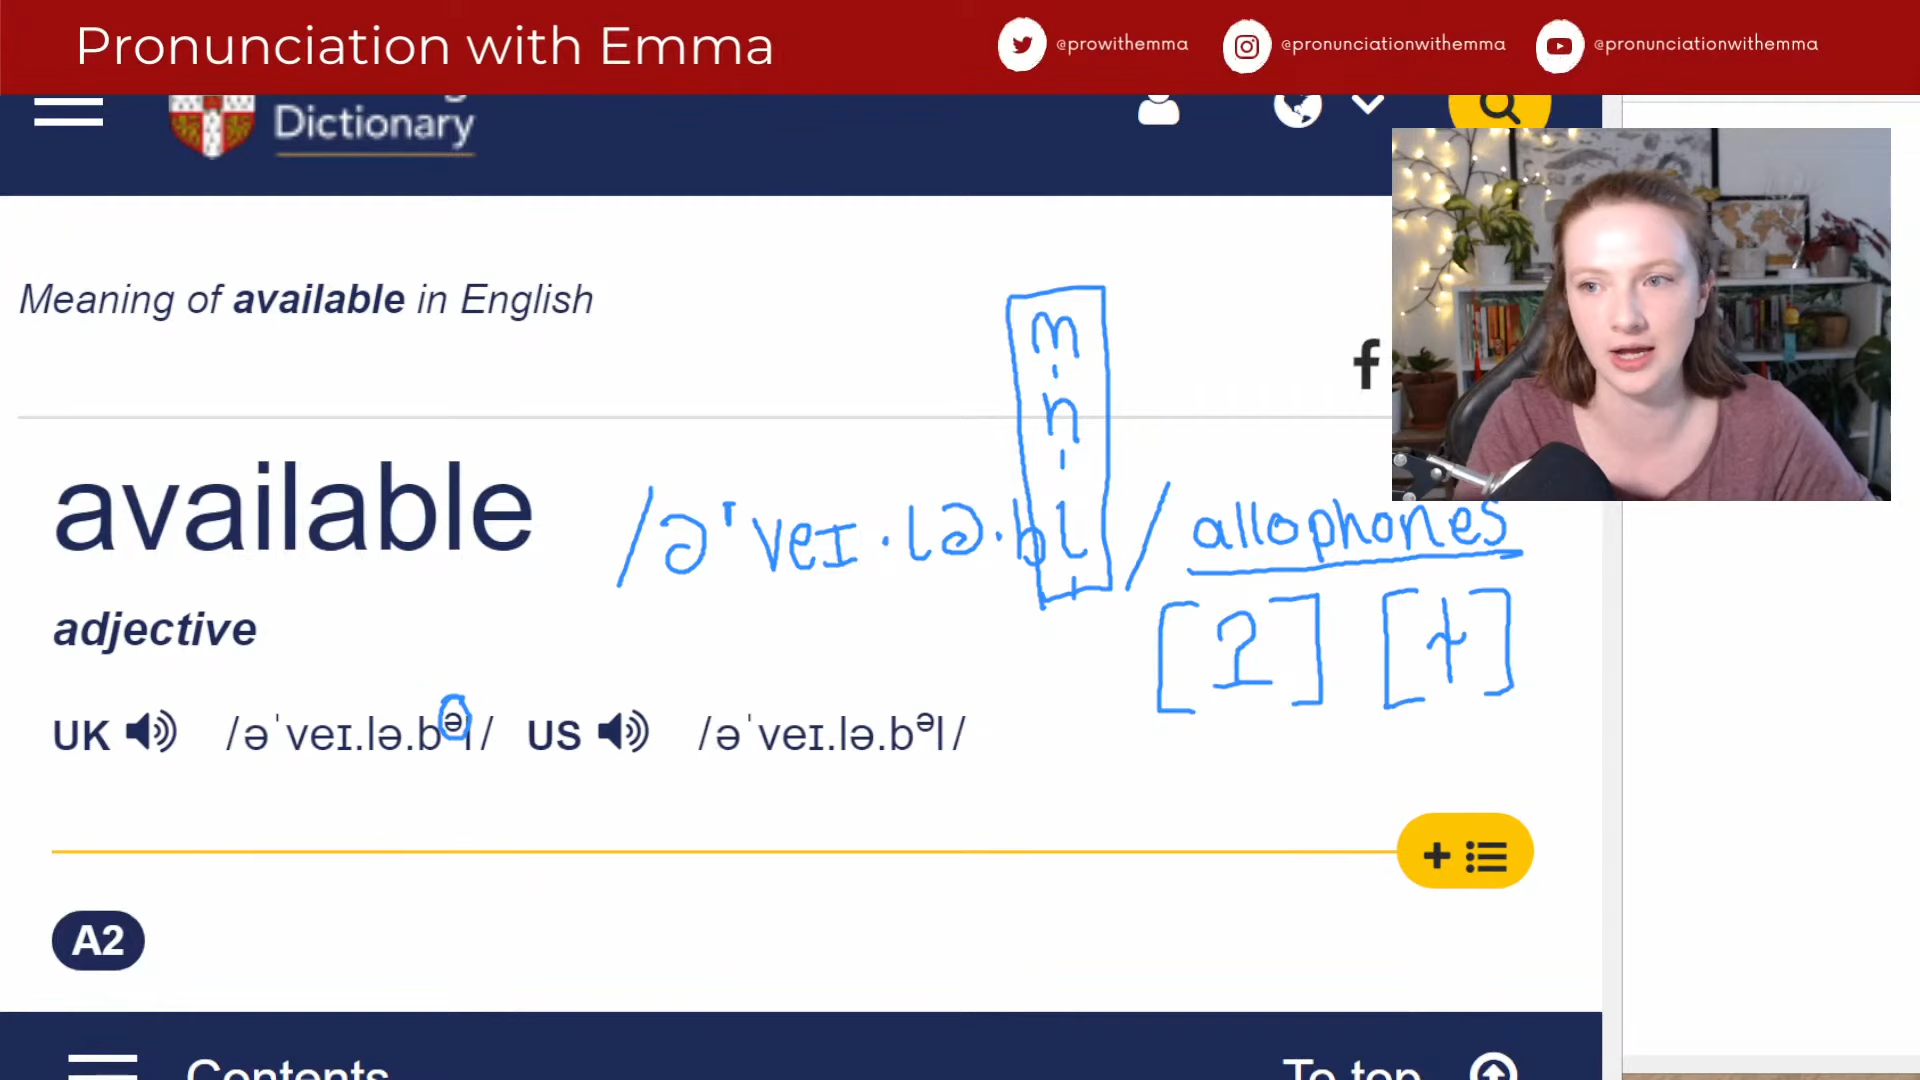 Pronunciation with Emma
@prowithemma @pronunciationwithemma @pronunciationwithemma
Dictionary
Meaning of available in English
m̩
n̩
available /əˈveɪ·lə·bl̩/ allophones
adjective [ʔ] [ɫ]
UK /əˈveɪ.lə.bᵊl/ US /əˈveɪ.lə.bᵊl/
A2
Contents To top